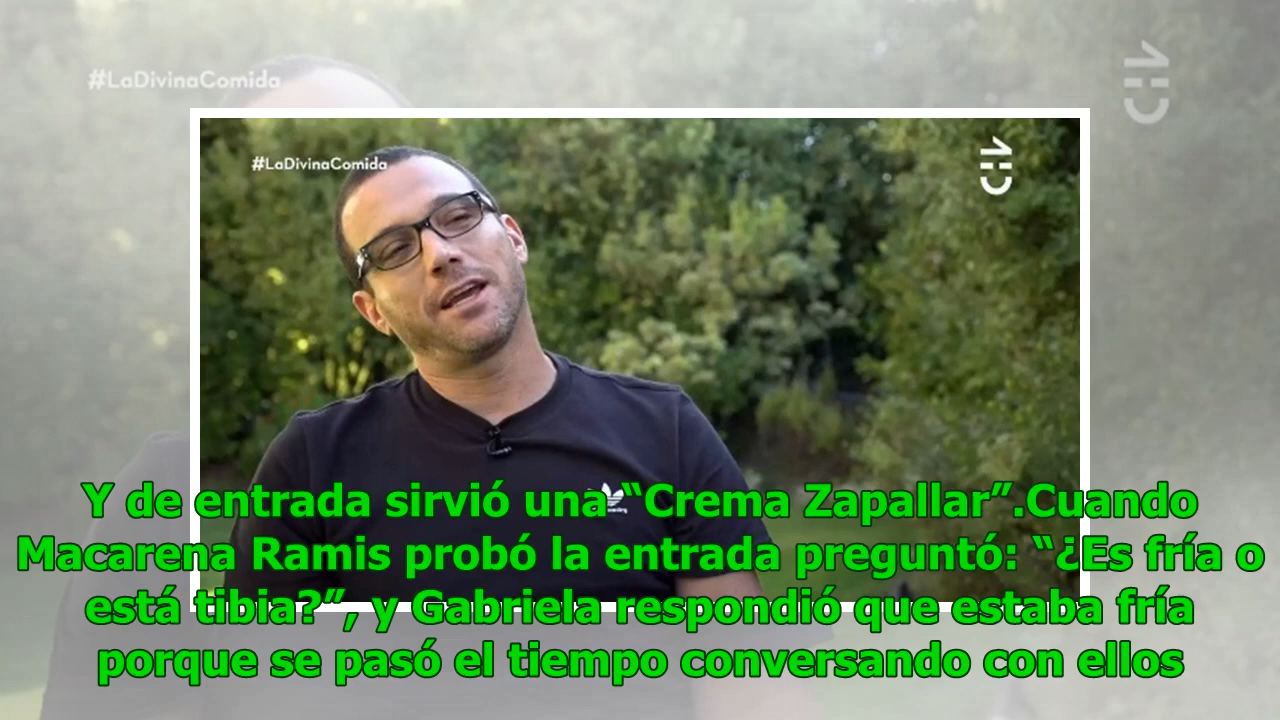 #LaDivinaComida
#LaDivinaComida
Y de entrada sirvió una “Crema Zapallar”.Cuando
Macarena Ramis probó la entrada preguntó: “¿Es fría o
está tibia?”, y Gabriela respondió que estaba fría
porque se pasó el tiempo conversando con ellos